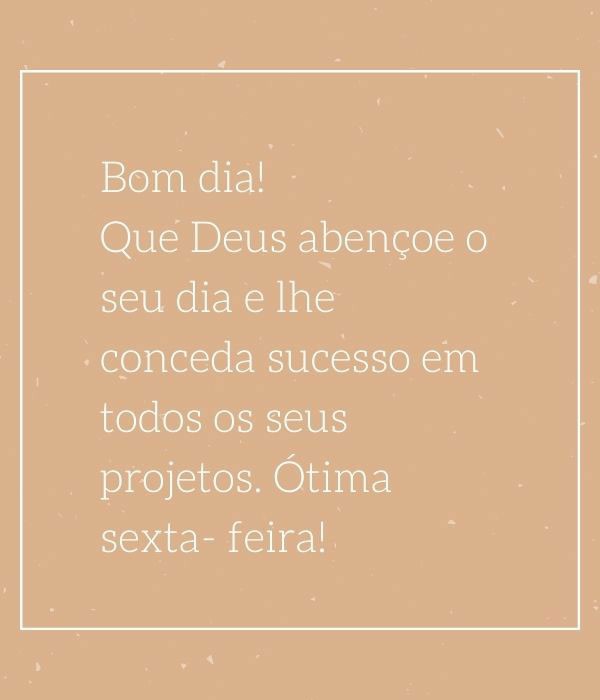 Bom dia!
Que Deus abençoe o
seu dia e lhe
conceda sucesso em
todos os seus
projetos. Ótima
sexta- feira!